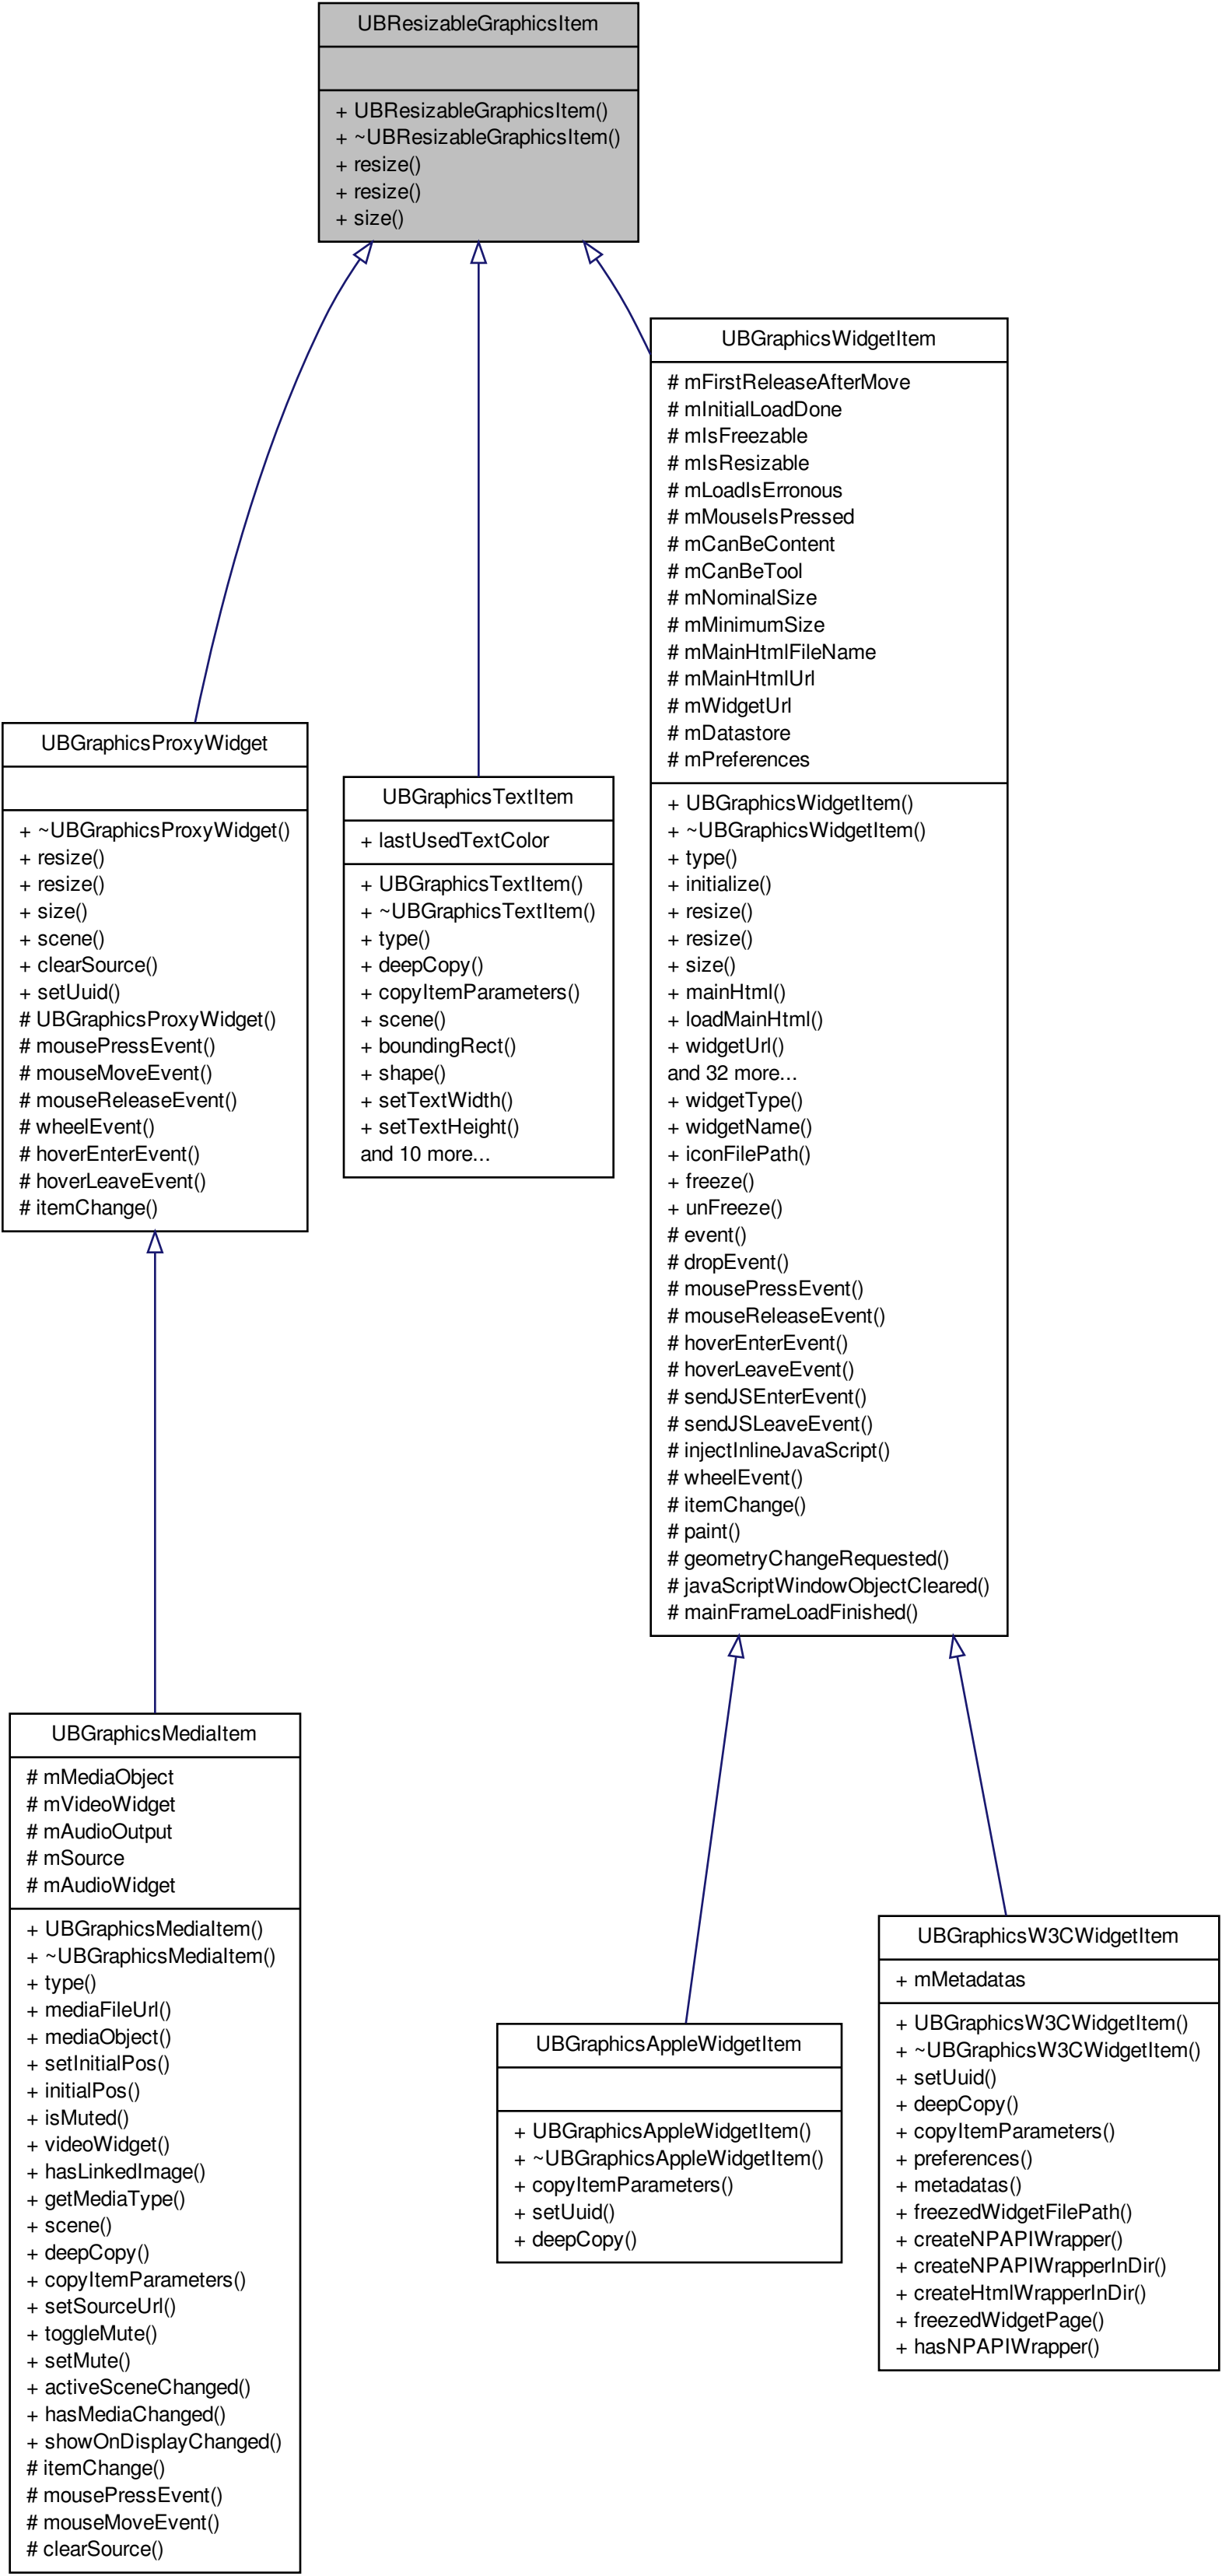 UBResizableGraphicsItem
+ UBResizableGraphicsItem()
+ ~UBResizableGraphicsItem()
+ resize()
+ resize()
+ size()
UBGraphicsWidgetItem
# mFirstReleaseAfterMove
# mInitialLoadDone
# mIsFreezable
# mIsResizable
# mLoadIsErronous
# mMouseIsPressed
# mCanBeContent
# mCanBeTool
# mNominalSize
# mMinimumSize
# mMainHtmlFileName
# mMainHtmlUrl
# mWidgetUrl
# mDatastore
# mPreferences
+ UBGraphicsWidgetItem()
+ ~UBGraphicsWidgetItem()
+ type()
+ initialize()
+ resize()
+ resize()
+ size()
+ mainHtml()
+ loadMainHtml()
+ widgetUrl()
and 32 more...
+ widgetType()
+ widgetName()
+ iconFilePath()
+ freeze()
+ unFreeze()
# event()
# dropEvent()
# mousePressEvent()
# mouseReleaseEvent()
# hoverEnterEvent()
# hoverLeaveEvent()
# sendJSEnterEvent()
# sendJSLeaveEvent()
# injectInlineJavaScript()
# wheelEvent()
# itemChange()
# paint()
# geometryChangeRequested()
# javaScriptWindowObjectCleared()
# mainFrameLoadFinished()
UBGraphicsProxyWidget
+ ~UBGraphicsProxyWidget()
+ resize()
+ resize()
+ size()
+ scene()
+ clearSource()
+ setUuid()
# UBGraphicsProxyWidget()
# mousePressEvent()
# mouseMoveEvent()
# mouseReleaseEvent()
# wheelEvent()
# hoverEnterEvent()
# hoverLeaveEvent()
# itemChange()
UBGraphicsTextItem
+ lastUsedTextColor
+ UBGraphicsTextItem()
+ ~UBGraphicsTextItem()
+ type()
+ deepCopy()
+ copyItemParameters()
+ scene()
+ boundingRect()
+ shape()
+ setTextWidth()
+ setTextHeight()
and 10 more...
UBGraphicsMediaItem
# mMediaObject
# mVideoWidget
# mAudioOutput
# mSource
# mAudioWidget
+ UBGraphicsMediaItem()
+ ~UBGraphicsMediaItem()
+ type()
+ mediaFileUrl()
+ mediaObject()
+ setInitialPos()
+ initialPos()
+ isMuted()
+ videoWidget()
+ hasLinkedImage()
+ getMediaType()
+ scene()
+ deepCopy()
+ copyItemParameters()
+ setSourceUrl()
+ toggleMute()
+ setMute()
+ activeSceneChanged()
+ hasMediaChanged()
+ showOnDisplayChanged()
# itemChange()
# mousePressEvent()
# mouseMoveEvent()
# clearSource()
UBGraphicsAppleWidgetItem
+ UBGraphicsAppleWidgetItem()
+ ~UBGraphicsAppleWidgetItem()
+ copyItemParameters()
+ setUuid()
+ deepCopy()
UBGraphicsW3CWidgetItem
+ mMetadatas
+ UBGraphicsW3CWidgetItem()
+ ~UBGraphicsW3CWidgetItem()
+ setUuid()
+ deepCopy()
+ copyItemParameters()
+ preferences()
+ metadatas()
+ freezedWidgetFilePath()
+ createNPAPIWrapper()
+ createNPAPIWrapperInDir()
+ createHtmlWrapperInDir()
+ freezedWidgetPage()
+ hasNPAPIWrapper()